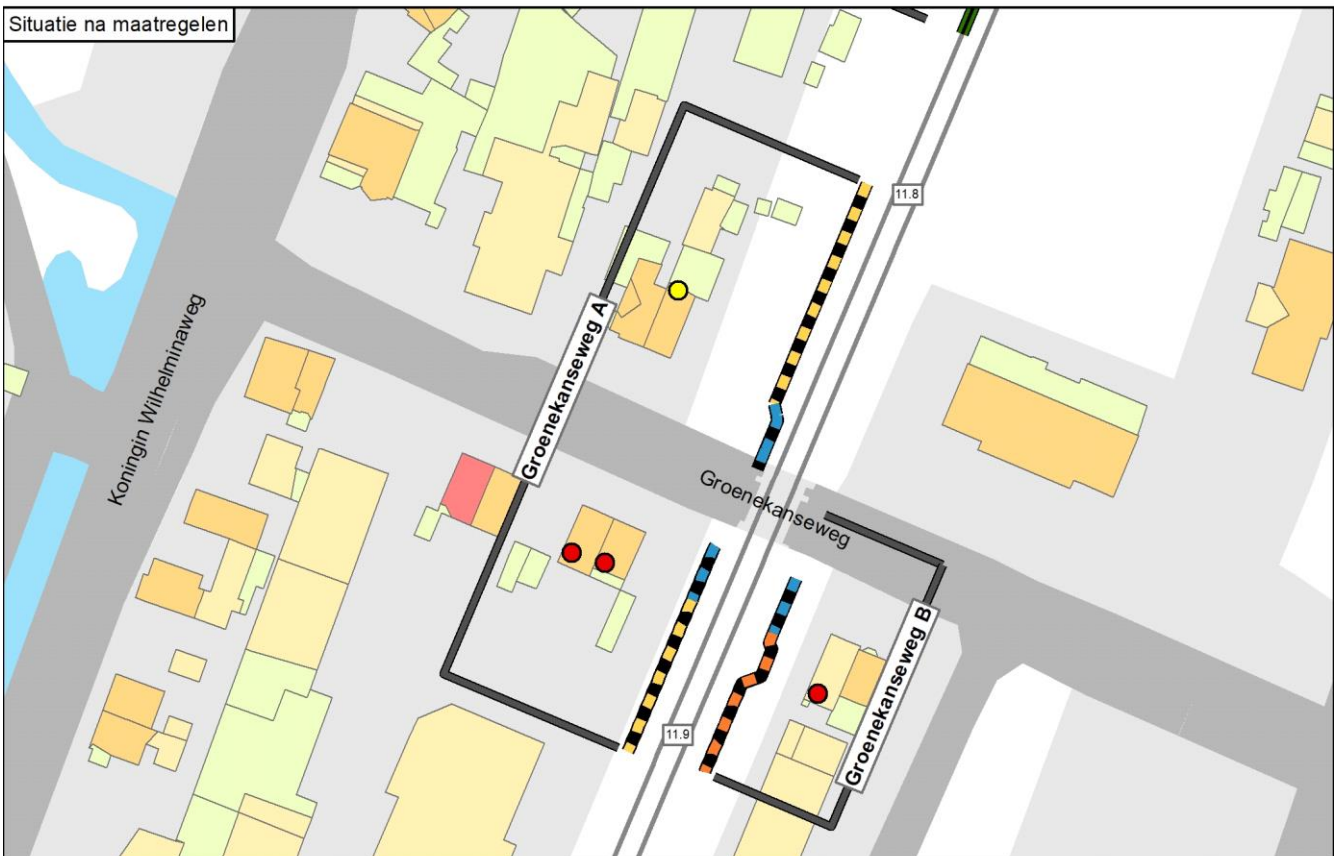 Situatie na maatregelen
11.8
Koningin Wilhelminaweg
Groenekanseweg A
Groenekanseweg
Groenekanseweg B
11.9